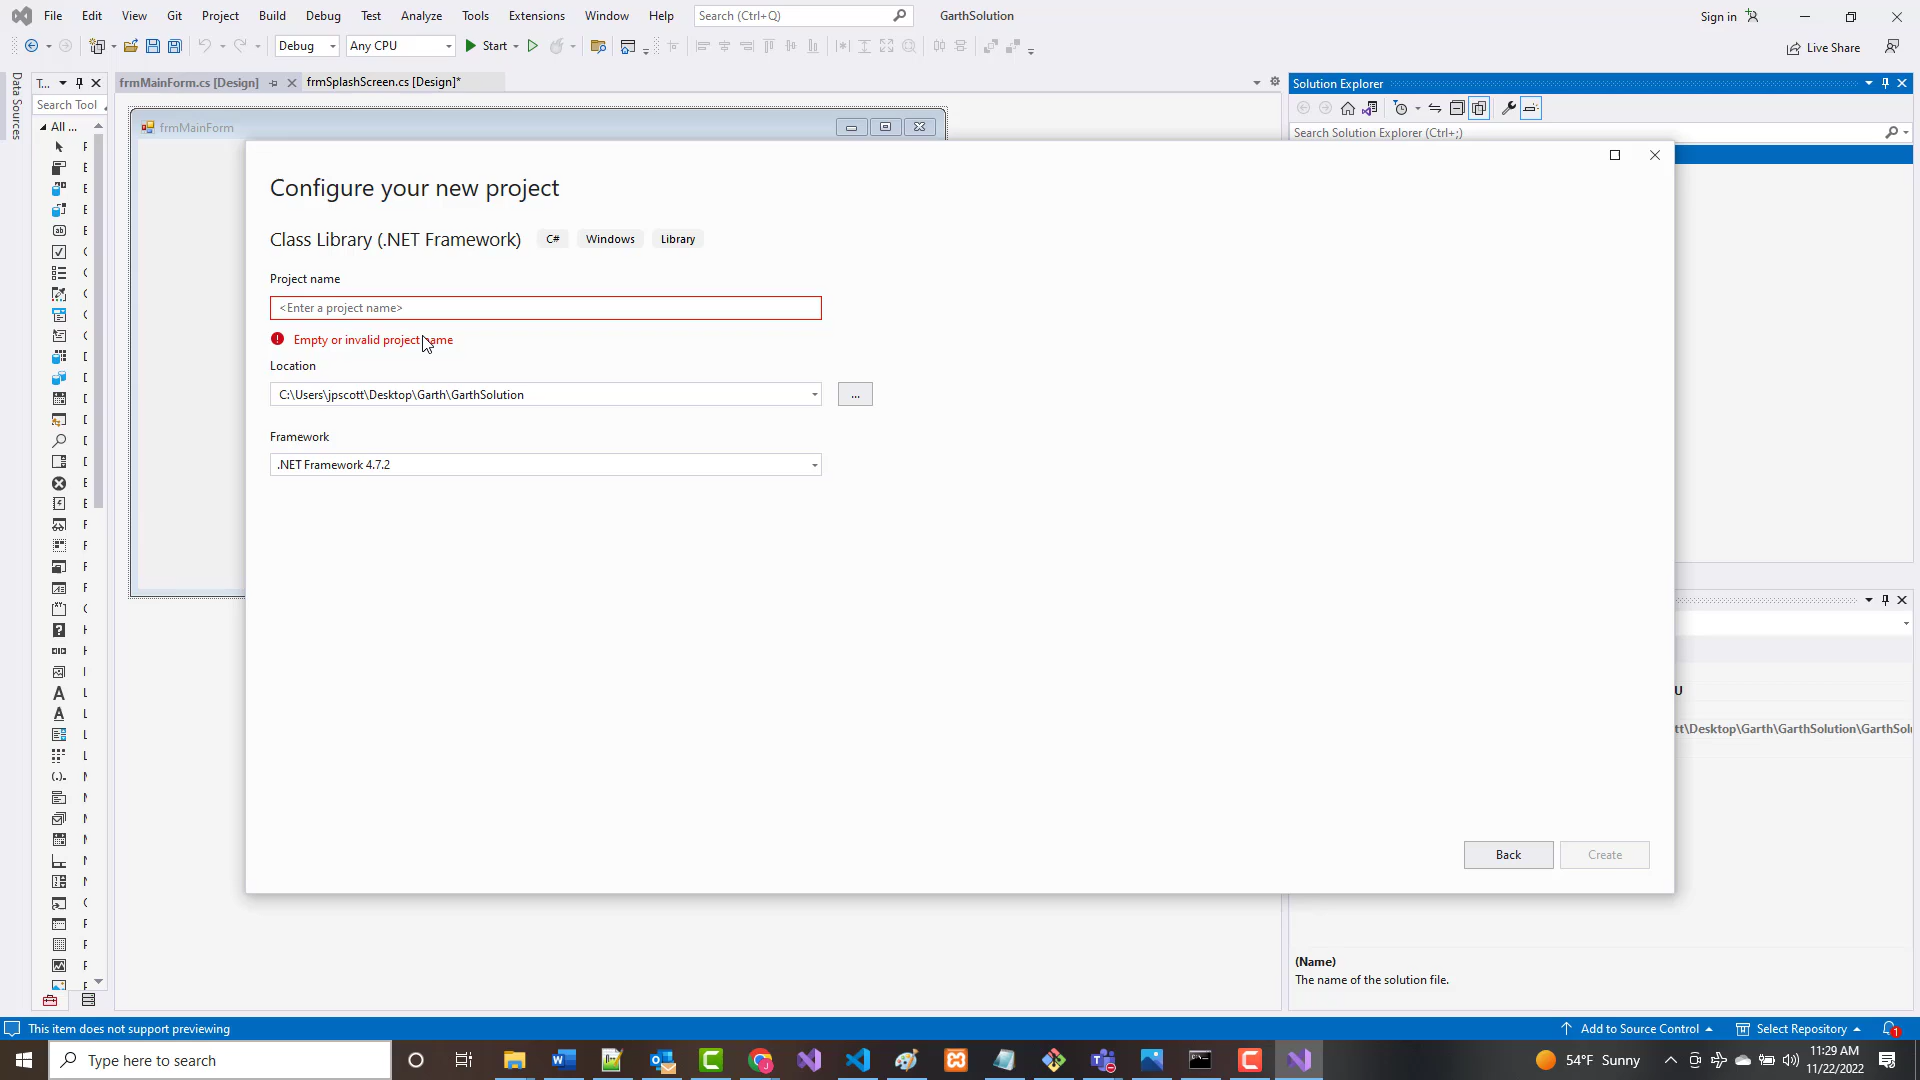 File Edit View Git Project Build Debug Test Analyze Tools Extensions Window Help Search (Ctrl+Q) GarthSolution Sign in
Debug Any CPU Start Live Share
Data Sources
T... frmMainForm.cs [Design] frmSplashScreen.cs [Design]* Solution Explorer
Search Tool
All ...
frmMainForm
Search Solution Explorer (Ctrl+;)
Configure your new project
Class Library (.NET Framework) C# Windows Library
Project name
<Enter a project name>
Empty or invalid project
Location
C:\Users\jpscott\Desktop\Garth\GarthSolution
...
Framework
.NET Framework 4.7.2
U
tt\Desktop\Garth\GarthSolution\GarthSol
Back Create
(Name)
The name of the solution file.
This item does not support previewing Add to Source Control Select Repository 1
Type here to search 54°F Sunny 11:29 AM
11/22/2022